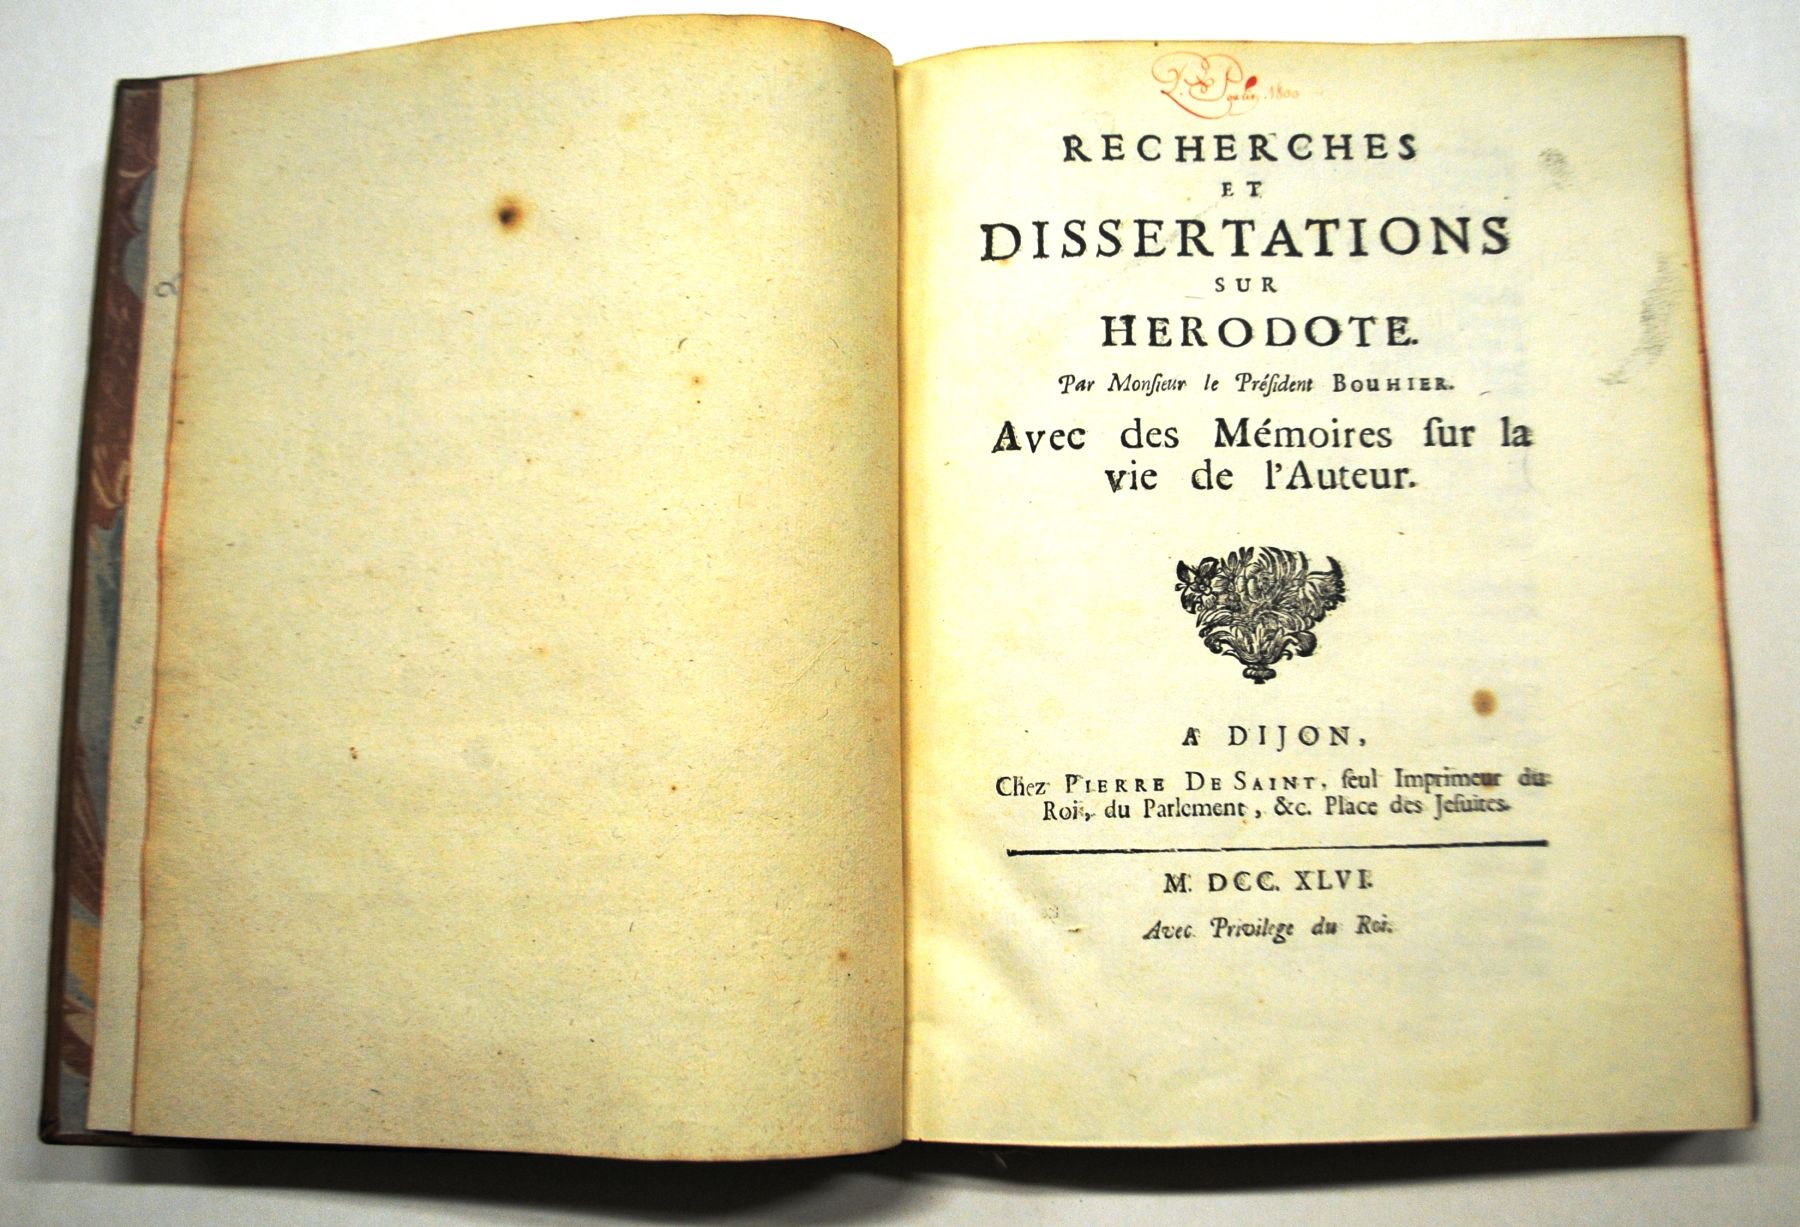 1800
RECHERCHES
ET
DISSERTATIONS
SUR
HERODOTE.
Par Monſieur le Préſident BOUHIER.
Avec des Mémoires ſur la
vie de l'Auteur.
A DIJON,
Chez PIERRE DE SAINT, ſeul Imprimeur du
Roi, du Parlement, &c. Place des Jeſuites.
M. DCC. XLVI.
Avec Privilege du Roi.
2